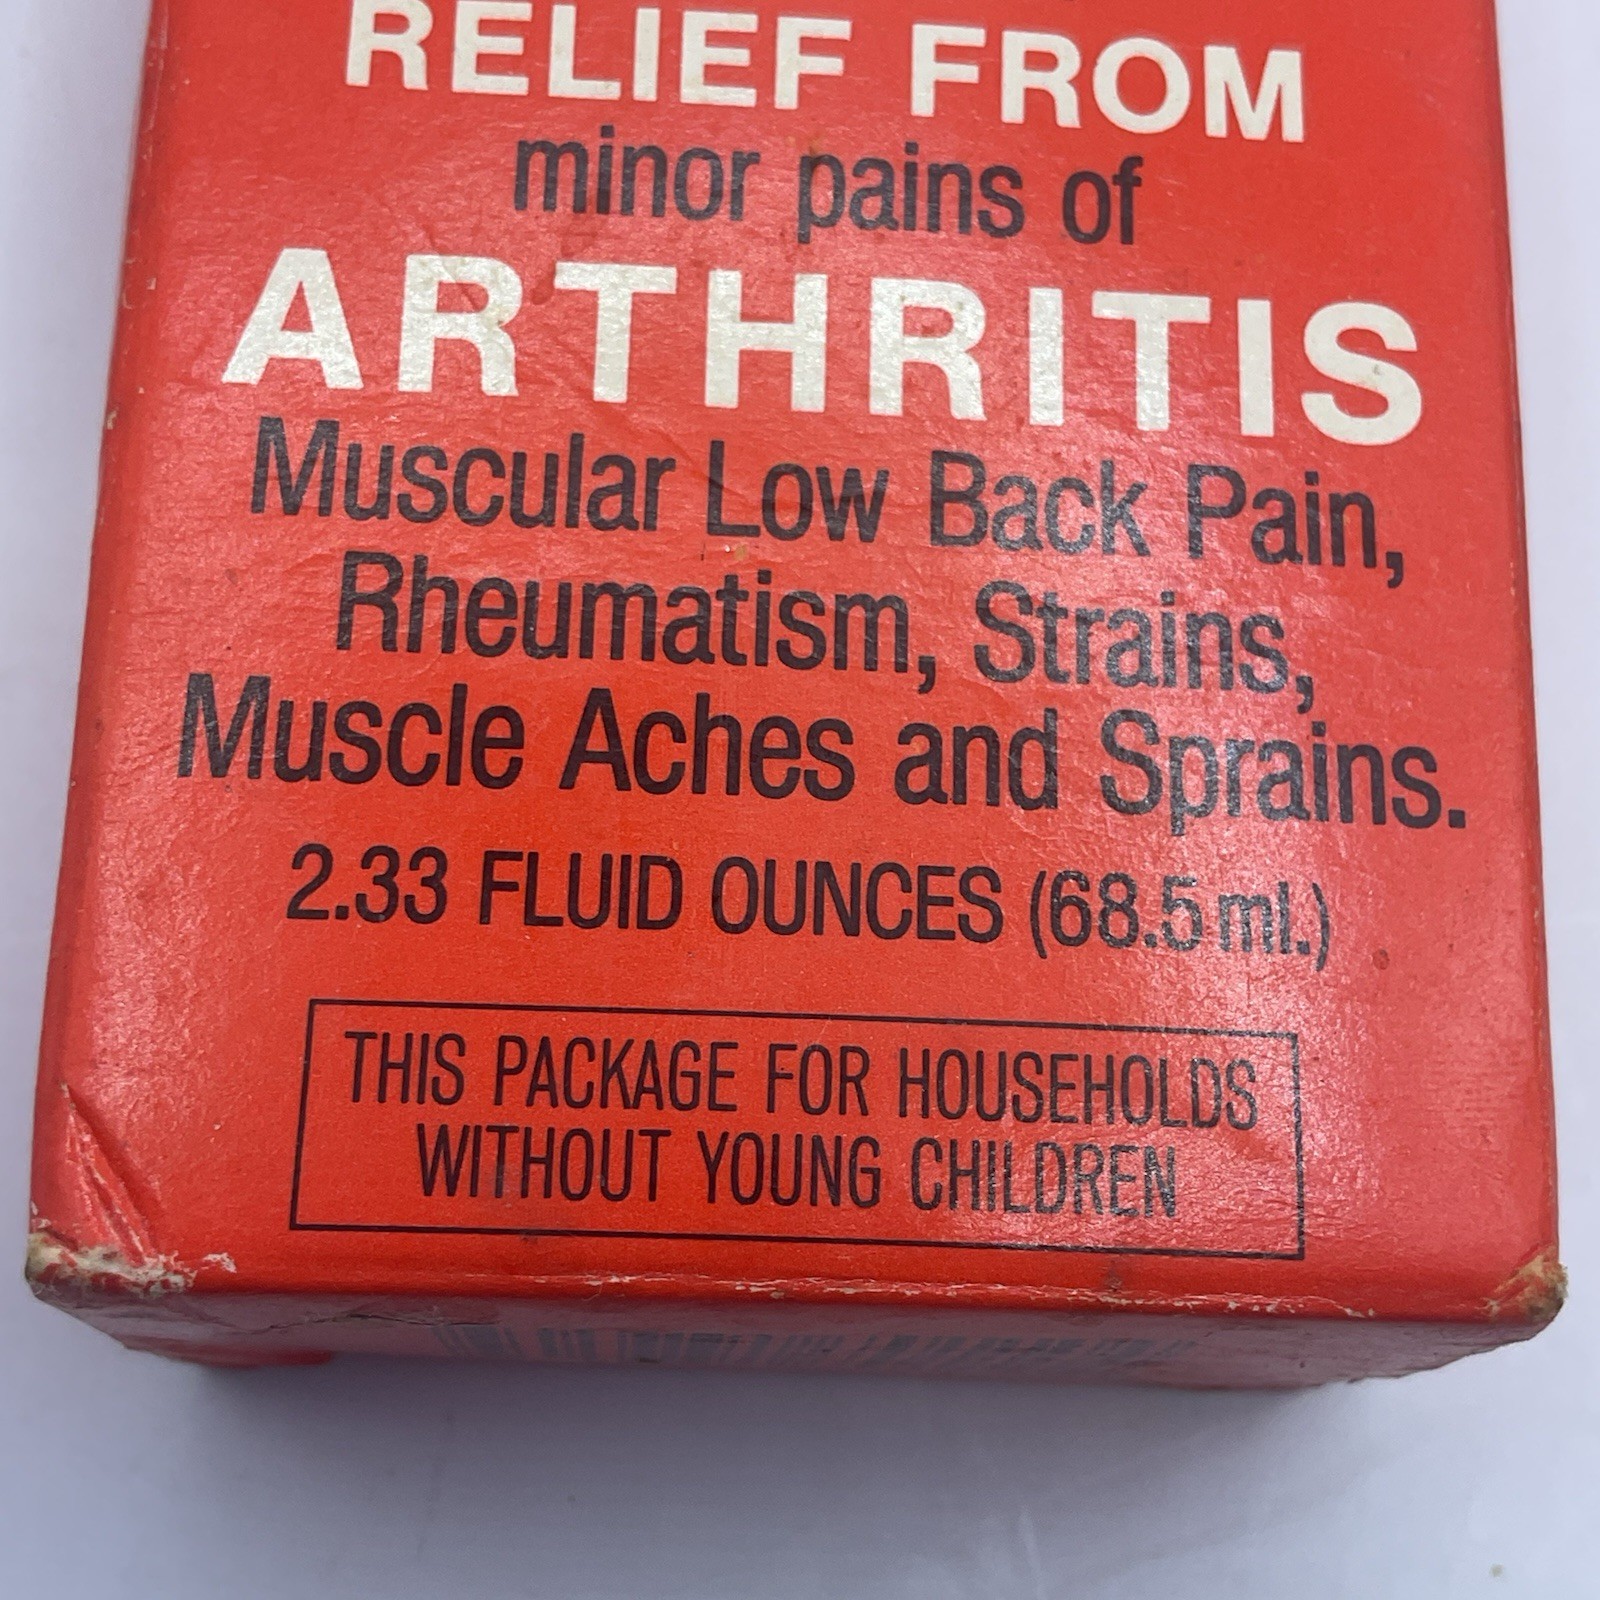 RELIEF FROM
minor pains of
ARTHRITIS
Muscular Low Back Pain,
Rheumatism, Strains,
Muscle Aches and Sprains.
2.33 FLUID OUNCES (68.5 ml.)
THIS PACKAGE FOR HOUSEHOLDS
WITHOUT YOUNG CHILDREN